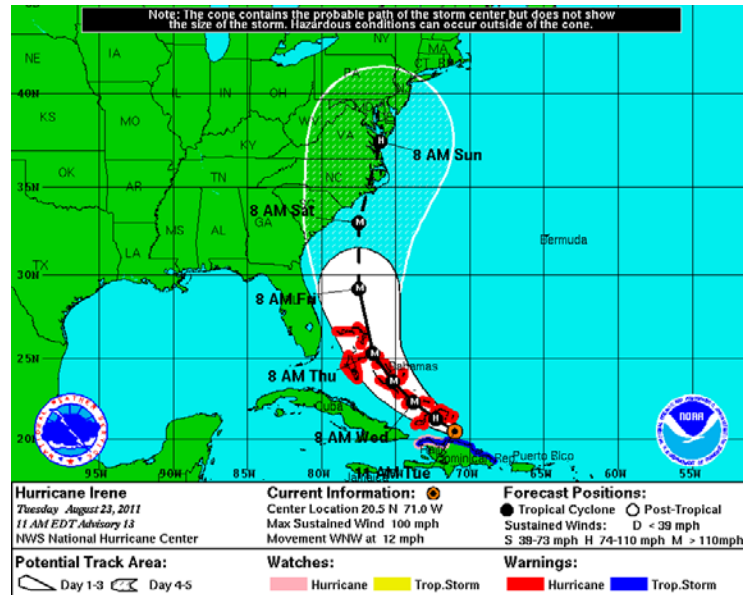 Note: The cone contains the probable path of the storm center but does not show
the size of the storm. Hazardous conditions can occur outside of the cone.
NE
IA
NY
MA
CT
PA
IL
IN
OH
40N
KS
MO
WV
VA
KY
8 AM Sun
OK
TN
NC
35N
AR
8 AM Sat
SC
MS
AL
GA
TX
LA
Bermuda
30N
8 AM Fri
25N
Bahamas
8 AM Thu
Cuba
NOAA
8 AM Wed
20N
Haiti
Dominican Rep
Puerto Rico
95W
90W
85W
80W
75W
70W
65W
60W
55W
Jamaica
11 AM Tue
H
M
M
M
M
M
H
Hurricane Irene
Tuesday August 23, 2011
11 AM EDT Advisory 13
NWS National Hurricane Center
Current Information:
Center Location 20.5 N 71.0 W
Max Sustained Wind 100 mph
Movement WNW at 12 mph
Forecast Positions:
Tropical Cyclone Post-Tropical
Sustained Winds: D < 39 mph
S 39-73 mph H 74-110 mph M > 110mph
Potential Track Area:
Day 1-3 Day 4-5
Watches:
Hurricane Trop.Storm
Warnings:
Hurricane Trop.Storm